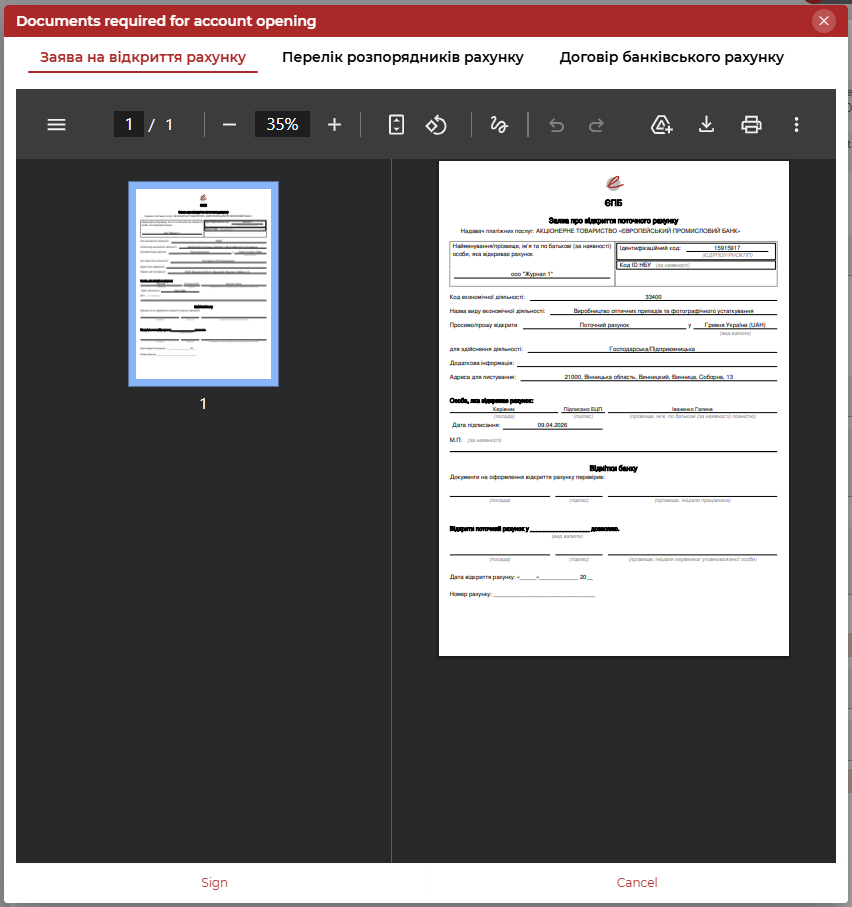 Documents required for account opening
Заява на відкриття рахунку
Перелік розпорядників рахунку
Договір банківського рахунку
1 / 1
35%
1
ЄПБ
Заява про відкриття поточного рахунку
Надавач платіжних послуг: АКЦІОНЕРНЕ ТОВАРИСТВО «ЄВРОПЕЙСЬКИЙ ПРОМИСЛОВИЙ БАНК»
Найменування/прізвище, ім'я та по батькові (за наявності)
особи, яка відкриває рахунок
ооо "Журнал 1"
Ідентифікаційний код: 15915917
(ЄДРПОУ/РНОКПП)
Код ID НБУ (за наявності)
Код економічної діяльності: 33400
Назва виду економічної діяльності: Виробництво оптичних приладів та фотографічного устаткування
Просимо/прошу відкрити Поточний рахунок у Гривня України (UAH)
(вид валюти)
для здійснення діяльності: Господарська/Підприємницька
Додаткова інформація:
Адреса для листування: 21000, Вінницька область, Винницкий, Винница, Соборна, 13
Особа, яка відкриває рахунок:
Керівник Підписано ЕЦП Іваненко Галина
(посада) (підпис) (прізвище, ім'я, по батькові (за наявності) повністю)
Дата підписання: 09.04.2026
М.П. (за наявності)
Відмітки банку
Документи на оформлення відкриття рахунку перевірив:
(посада) (підпис) (прізвище, ініціали працівника)
Відкрити поточний рахунок у ____________________ дозволяю.
(вид валюти)
(посада) (підпис) (прізвище, ініціали керівника/ уповноваженої особи)
Дата відкриття рахунку: «_____»____________ 20__
Номер рахунку: ______________________________
Sign
Cancel